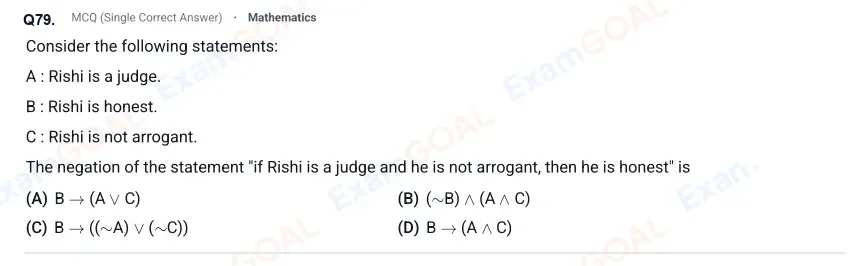 Q79. MCQ (Single Correct Answer) · Mathematics
Consider the following statements:
A : Rishi is a judge.
B : Rishi is honest.
C : Rishi is not arrogant.
The negation of the statement "if Rishi is a judge and he is not arrogant, then he is honest" is
(A) B → (A ∨ C) (B) (∼B) ∧ (A ∧ C)
(C) B → ((∼A) ∨ (∼C)) (D) B → (A ∧ C)